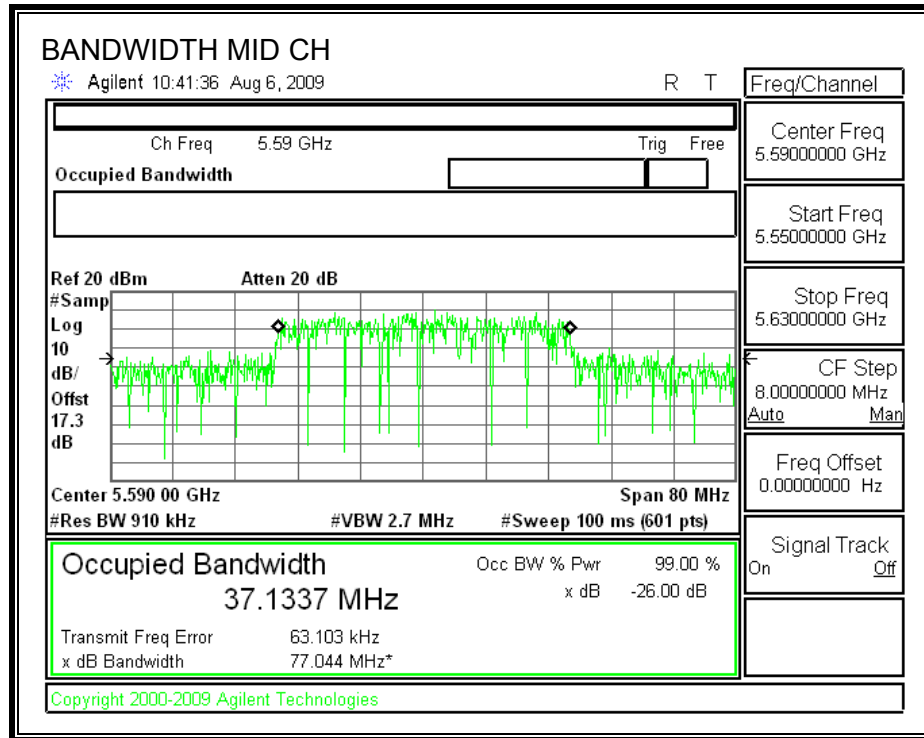 BANDWIDTH MID CH
Agilent 10:41:36 Aug 6, 2009 R T
Ch Freq 5.59 GHz Trig Free
Occupied Bandwidth
Ref 20 dBm Atten 20 dB
#Samp
Log
10
dB/
Offst
17.3
dB
Center 5.590 00 GHz Span 80 MHz
#Res BW 910 kHz #VBW 2.7 MHz #Sweep 100 ms (601 pts)
Occupied Bandwidth
37.1337 MHz
Occ BW % Pwr 99.00 %
x dB -26.00 dB
Transmit Freq Error 63.103 kHz
x dB Bandwidth 77.044 MHz*
Copyright 2000-2009 Agilent Technologies
Freq/Channel
Center Freq
5.59000000 GHz
Start Freq
5.55000000 GHz
Stop Freq
5.63000000 GHz
CF Step
8.00000000 MHz
Auto Man
Freq Offset
0.00000000 Hz
Signal Track
On Off